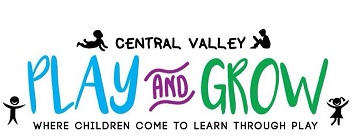 CENTRAL VALLEY
PLAY AND GROW
WHERE CHILDREN COME TO LEARN THROUGH PLAY